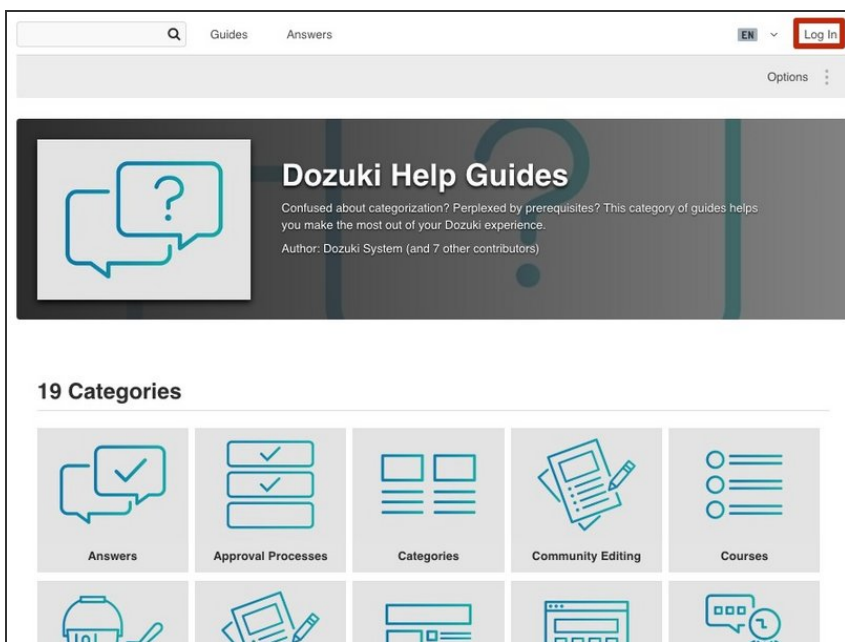 Guides Answers EN Log In
Options
Dozuki Help Guides
Confused about categorization? Perplexed by prerequisites? This category of guides helps
you make the most out of your Dozuki experience.
Author: Dozuki System (and 7 other contributors)
19 Categories
Answers Approval Processes Categories Community Editing Courses